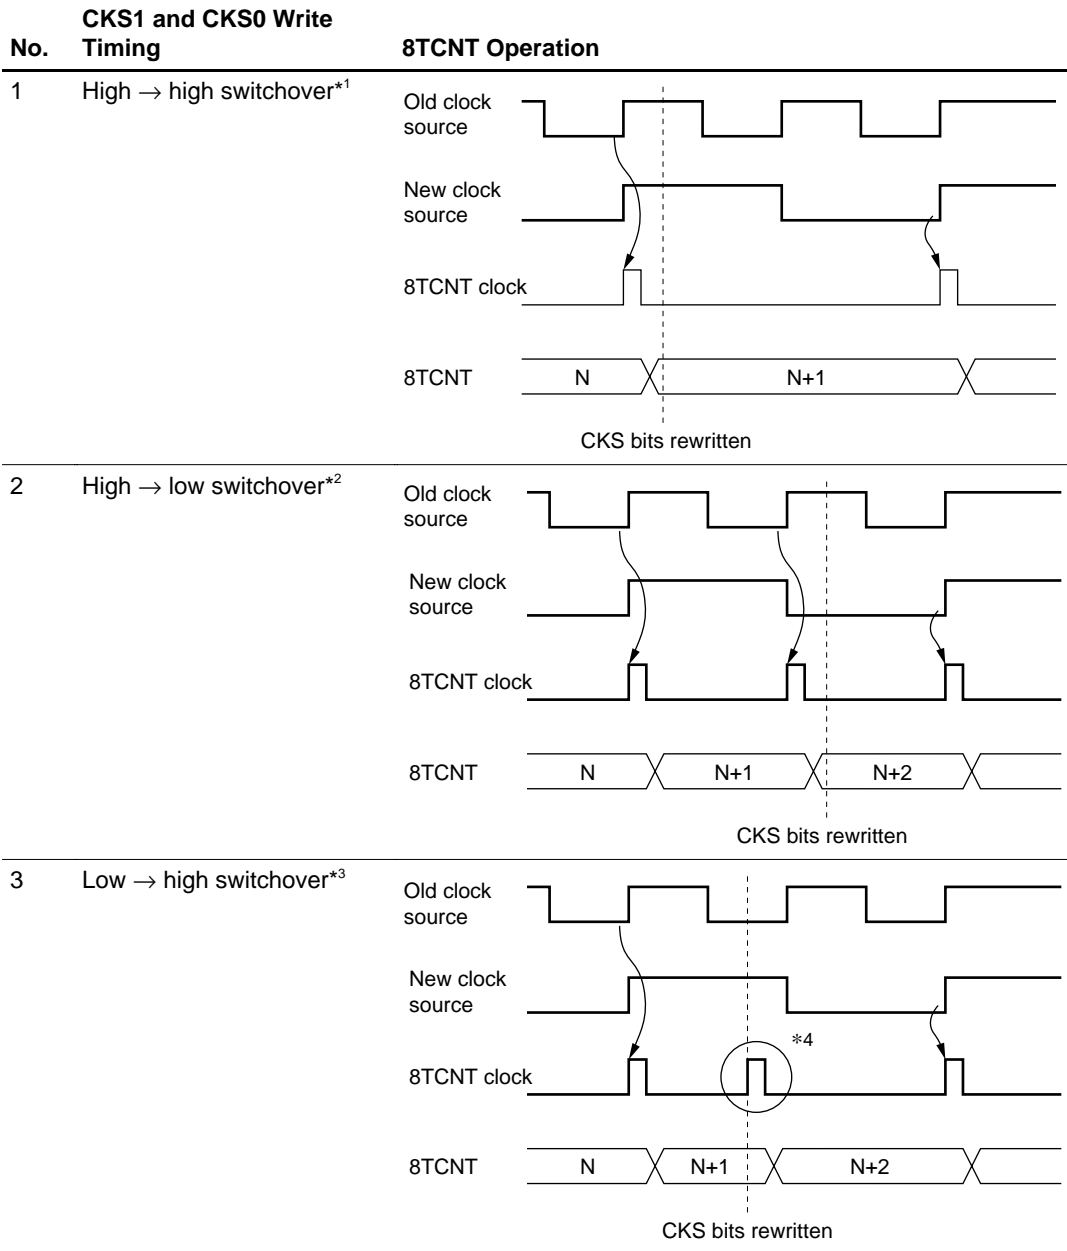 No. CKS1 and CKS0 Write Timing 8TCNT Operation
1 High → high switchover*1
Old clock source
New clock source
8TCNT clock
8TCNT N N+1
CKS bits rewritten
2 High → low switchover*2
Old clock source
New clock source
8TCNT clock
8TCNT N N+1 N+2
CKS bits rewritten
3 Low → high switchover*3
Old clock source
New clock source
*4
8TCNT clock
8TCNT N N+1 N+2
CKS bits rewritten